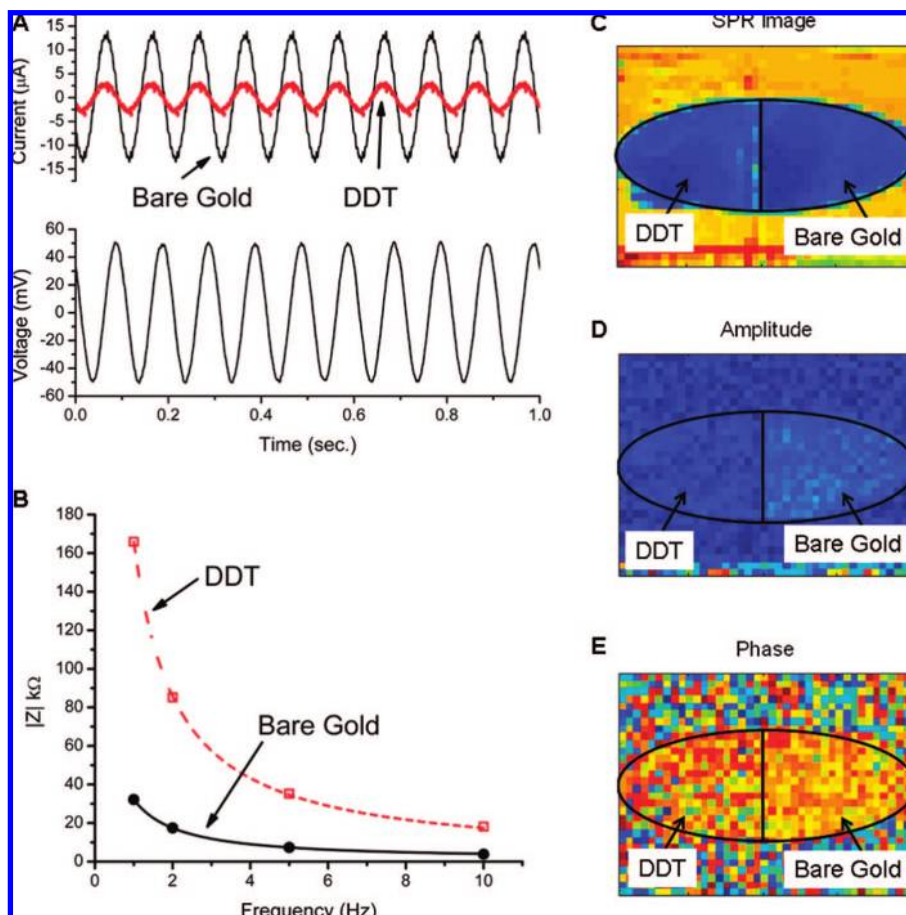 A
15
10
5
0
-5
-10
-15
Current (µA)
Bare Gold
DDT
60
40
20
0
-20
-40
-60
Voltage (mV)
0.0 0.2 0.4 0.6 0.8 1.0
Time (sec.)
B
180
160
140
120
100
80
60
40
20
0
|Z| kΩ
DDT
Bare Gold
0 2 4 6 8 10
Frequency (Hz)
C
SPR Image
DDT
Bare Gold
D
Amplitude
DDT
Bare Gold
E
Phase
DDT
Bare Gold